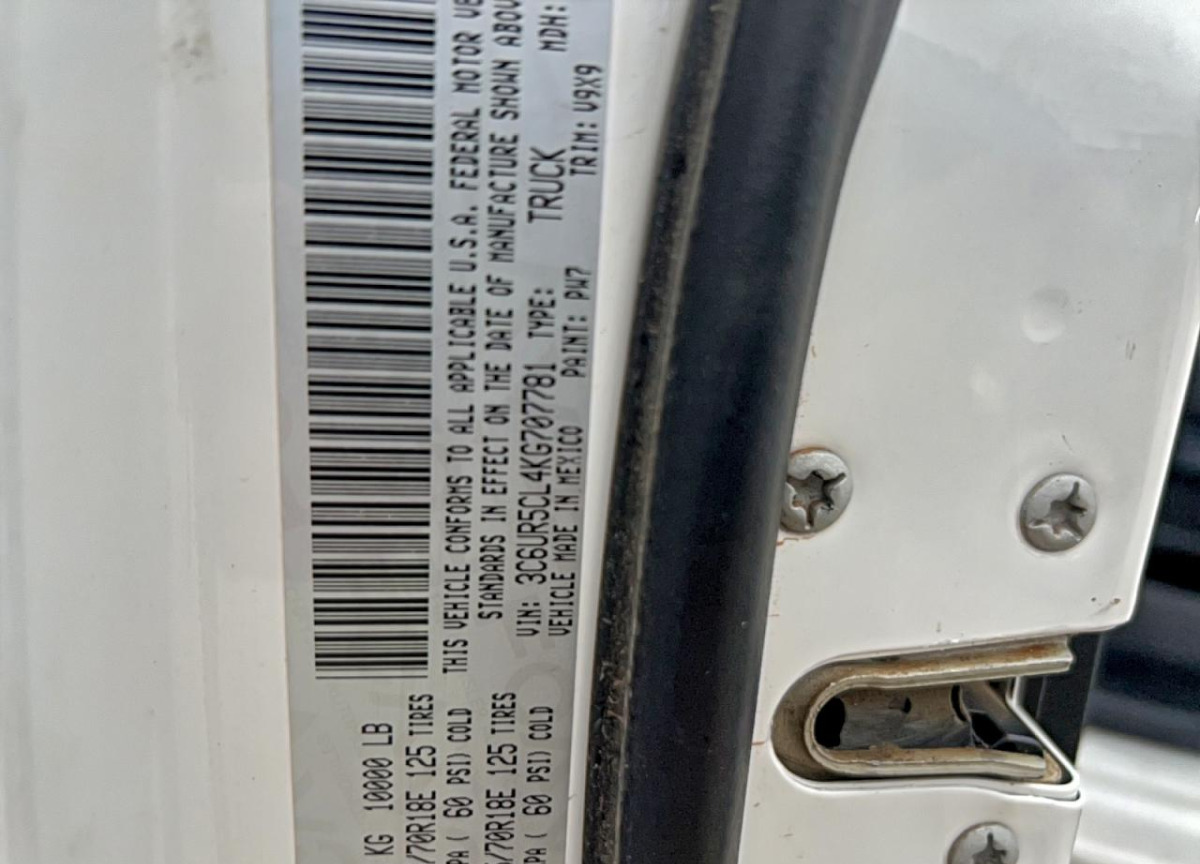 KG 10000 LB
/70R18E 125 TIRES
PA ( 60 PSI) COLD
/70R18E 125 TIRES
PA ( 60 PSI) COLD
THIS VEHICLE CONFORMS TO ALL APPLICABLE U.S.A. FEDERAL MOTOR VE
STANDARDS IN EFFECT ON THE DATE OF MANUFACTURE SHOWN ABOV
VIN: 3C6UR5CL4KG707781 TYPE: TRUCK MDH:
VEHICLE MADE IN MEXICO PAINT: PW7 TRIM: V9X9